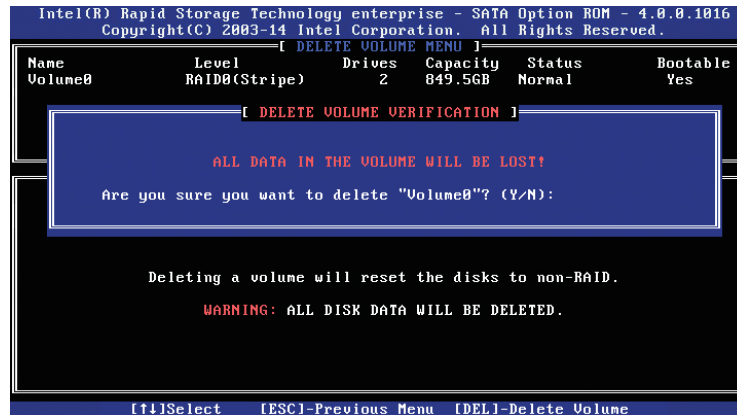 Intel(R) Rapid Storage Technology enterprise - SATA Option ROM - 4.0.0.1016
Copyright(C) 2003-14 Intel Corporation. All Rights Reserved.
[ DELETE VOLUME MENU ]
Name Level Drives Capacity Status Bootable
Volume0 RAID0(Stripe) 2 849.5GB Normal Yes
[ DELETE VOLUME VERIFICATION ]
ALL DATA IN THE VOLUME WILL BE LOST!
Are you sure you want to delete "Volume0"? (Y/N):
Deleting a volume will reset the disks to non-RAID.
WARNING: ALL DISK DATA WILL BE DELETED.
[↑↓]Select [ESC]-Previous Menu [DEL]-Delete Volume